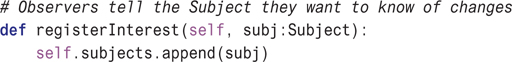 # Observers tell the Subject they want to know of changes
def registerInterest(self, subj:Subject):
    self.subjects.append(subj)